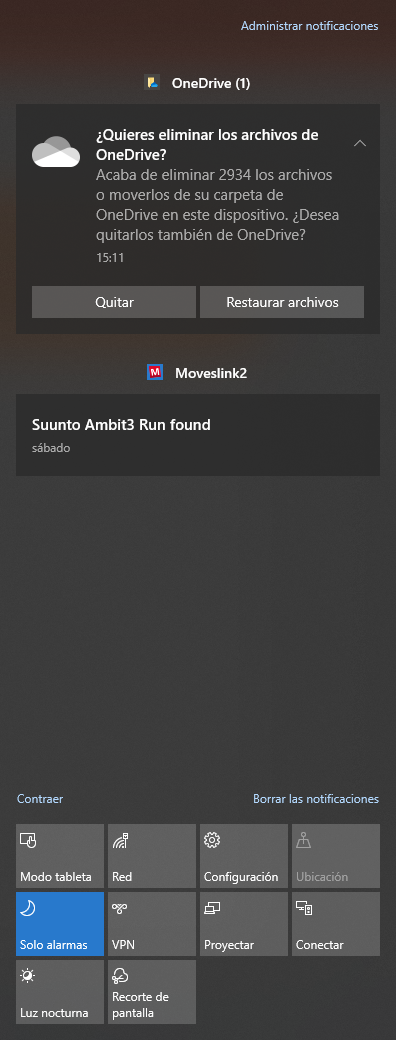 Administrar notificaciones
OneDrive (1)
¿Quieres eliminar los archivos de
OneDrive?
Acaba de eliminar 2934 los archivos
o moverlos de su carpeta de
OneDrive en este dispositivo. ¿Desea
quitarlos también de OneDrive?
15:11
Quitar
Restaurar archivos
M
Moveslink2
Suunto Ambit3 Run found
sábado
Contraer
Borrar las notificaciones
Modo tableta
Red
Configuración
Ubicación
Solo alarmas
VPN
Proyectar
Conectar
Luz nocturna
Recorte de
pantalla